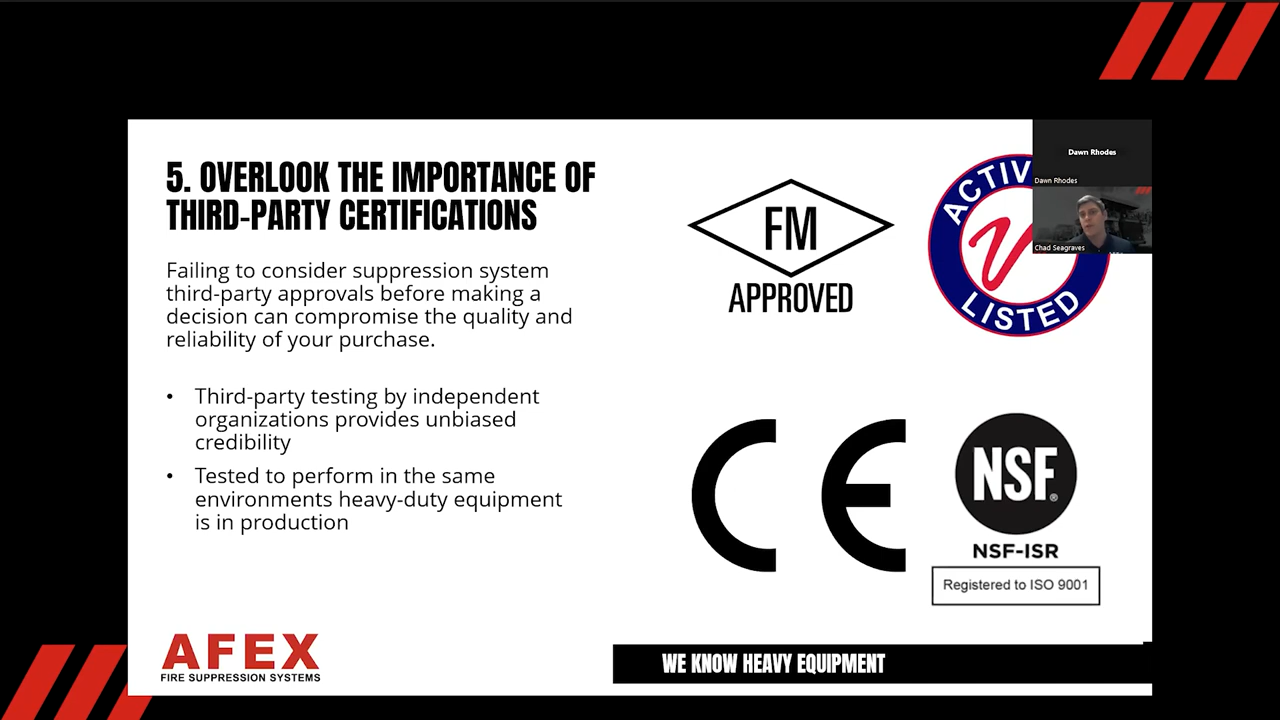 5. OVERLOOK THE IMPORTANCE OF
THIRD-PARTY CERTIFICATIONS
Failing to consider suppression system
third-party approvals before making a
decision can compromise the quality and
reliability of your purchase.
• Third-party testing by independent
organizations provides unbiased
credibility
• Tested to perform in the same
environments heavy-duty equipment
is in production
FM
APPROVED
ACTIV
V
LISTED
Dawn Rhodes
Dawn Rhodes
Chad Seagraves
CE
NSF®
NSF-ISR
Registered to ISO 9001
AFEX
FIRE SUPPRESSION SYSTEMS
WE KNOW HEAVY EQUIPMENT